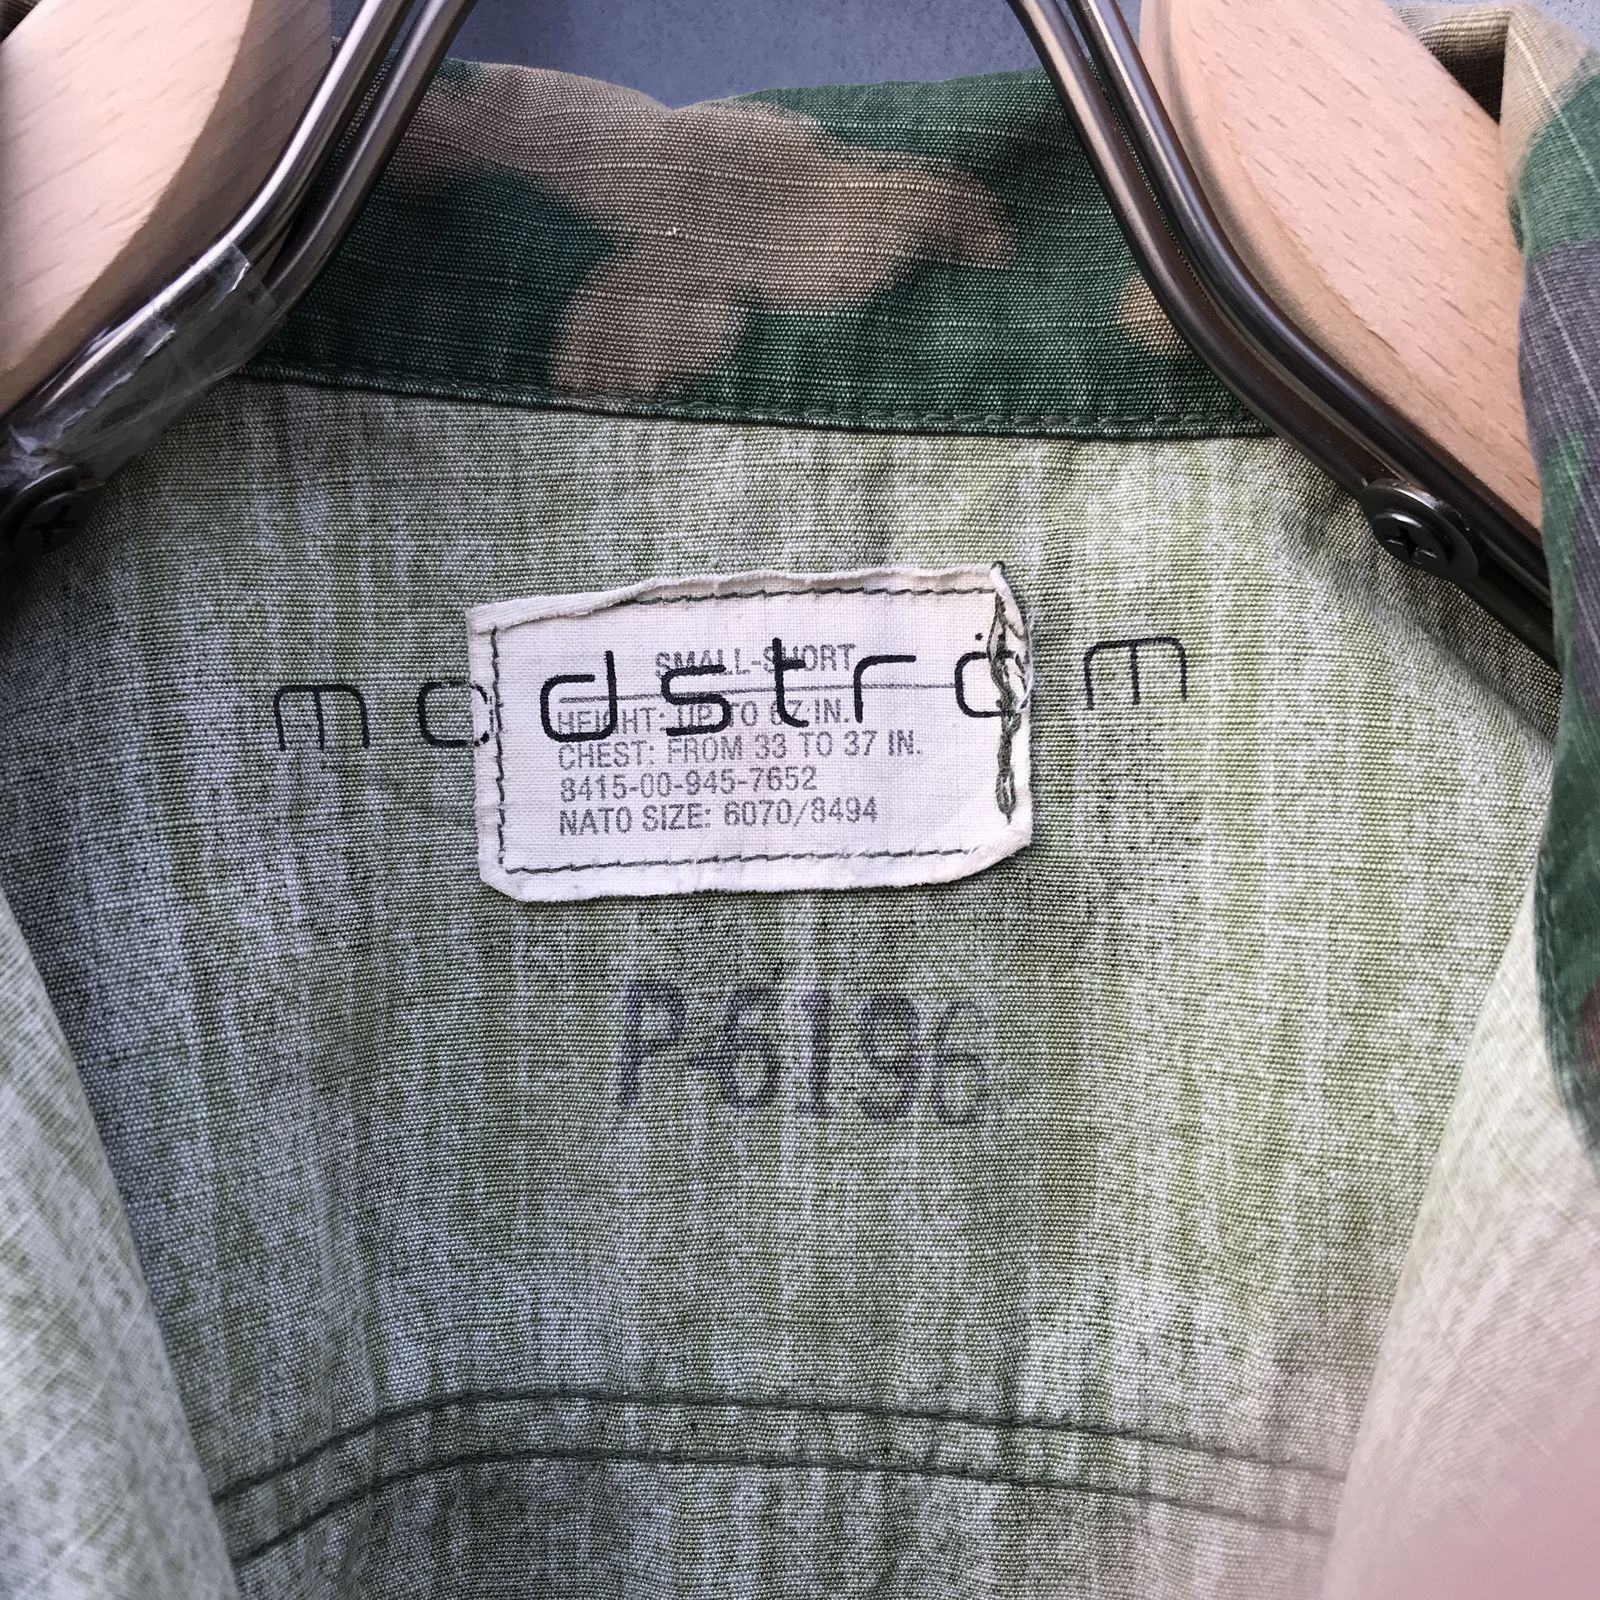 modström
SMALL-SHORT
HEIGHT: UP TO 67 IN.
CHEST: FROM 33 TO 37 IN.
8415-00-945-7652
NATO SIZE: 6070/8494
P-6196